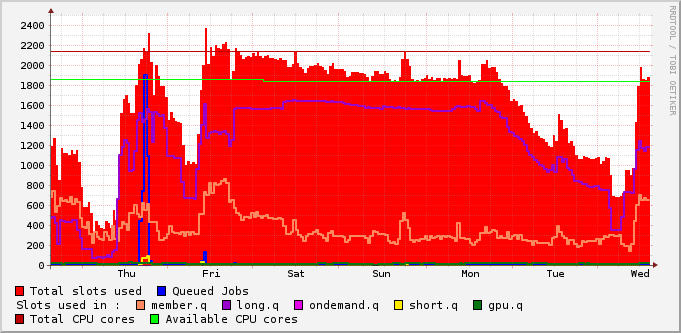 2400
2200
2000
1800
1600
1400
1200
1000
800
600
400
200
0
Thu Fri Sat Sun Mon Tue Wed
Total slots used Queued Jobs
Slots used in : member.q long.q ondemand.q short.q gpu.q
Total CPU cores Available CPU cores
RRDTOOL / TOBI OETIKER